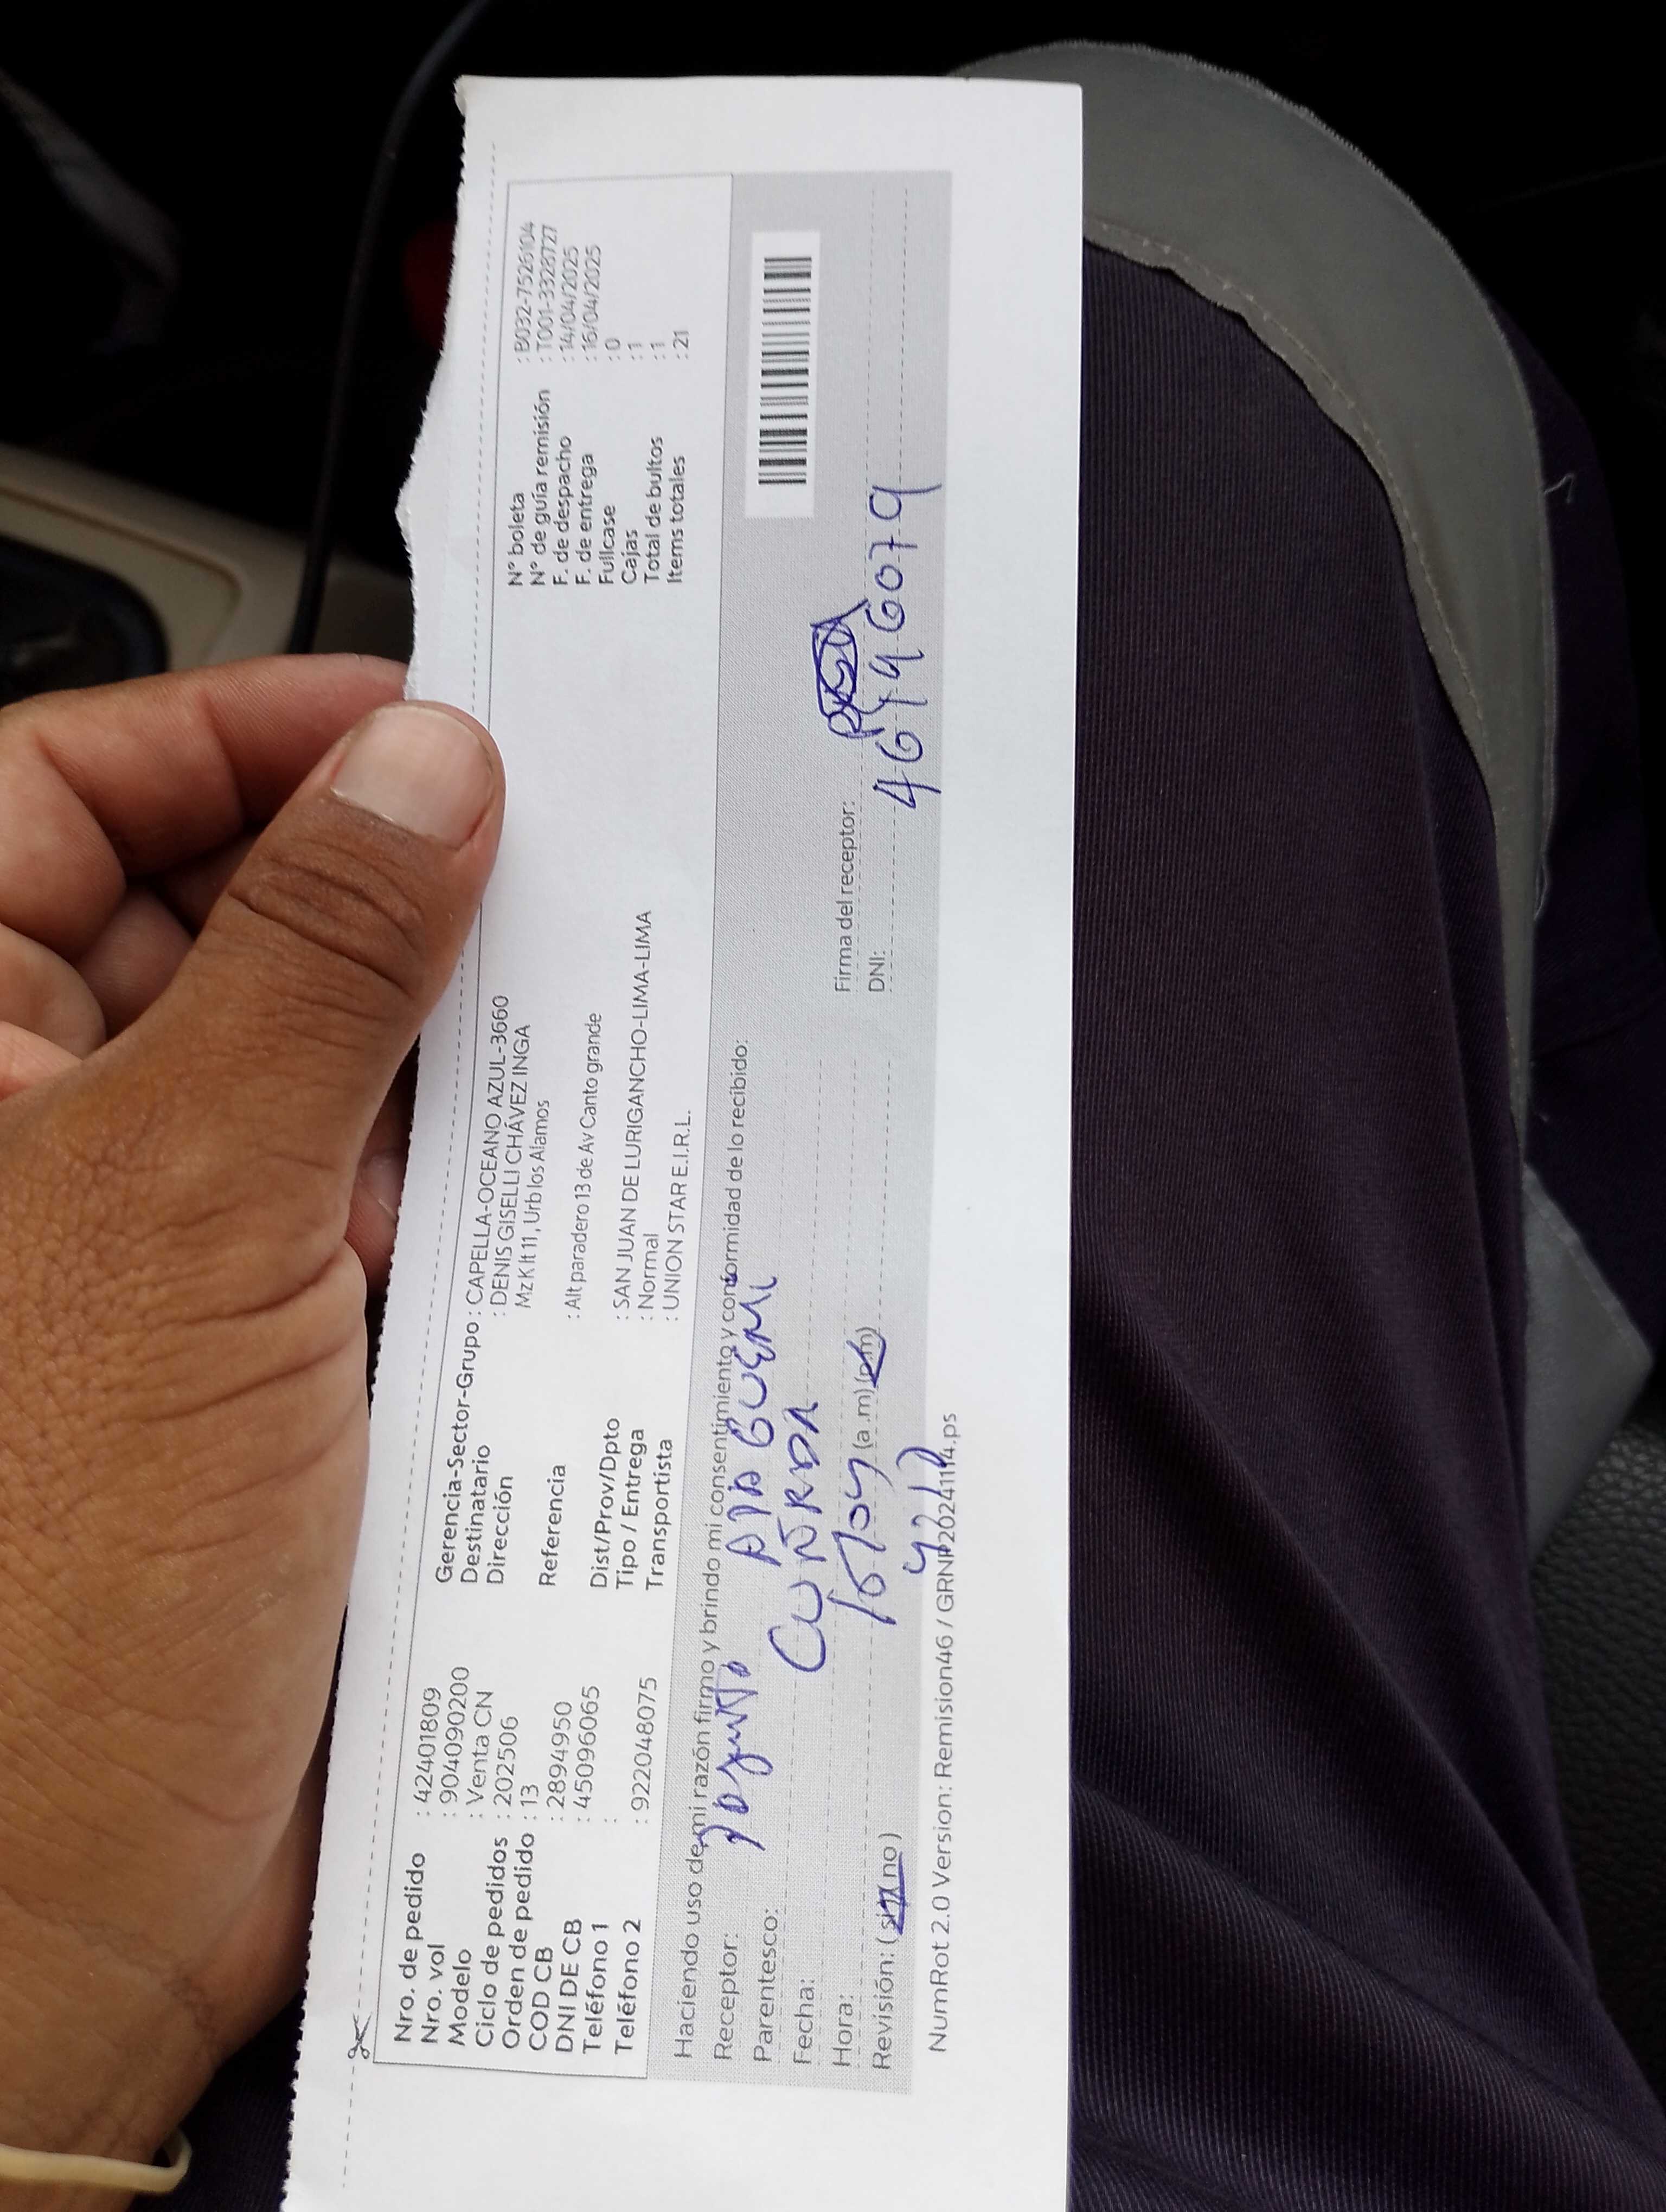 Nro. de pedido : 42401809
Nro. vol : 904090200
Modelo : Venta CN
Ciclo de pedidos : 202506
Orden de pedido : 13
COD CB : 2894950
DNI DE CB : 45096065
Teléfono 1 :
Teléfono 2 : 922048075
Gerencia-Sector-Grupo : CAPELLA-OCEANO AZUL-3660
Destinatario : DENIS GISELLI CHÁVEZ INGA
Dirección Mz K lt 11 , Urb los Alamos
Referencia : Alt paradero 13 de Av Canto grande
Dist/Prov/Dpto : SAN JUAN DE LURIGANCHO-LIMA-LIMA
Tipo / Entrega : Normal
Transportista : UNION STAR E.I.R.L.
N° boleta : B032-7526104
N° de guía remisión : T001-3328727
F. de despacho : 14/04/2025
F. de entrega : 16/04/2025
Fullcase : 0
Cajas : 1
Total de bultos : 1
Items totales : 21
Haciendo uso de mi razón firmo y brindo mi consentimiento y conformidad de lo recibido:
Receptor:
Parentesco: CUÑADA
Fecha: 16/04
Hora: (a.m) (p.m)
Revisión: (si / no)
Firma del receptor:
DNI:
NumRot 2.0 Version: Remision46 / GRNP20241114.ps